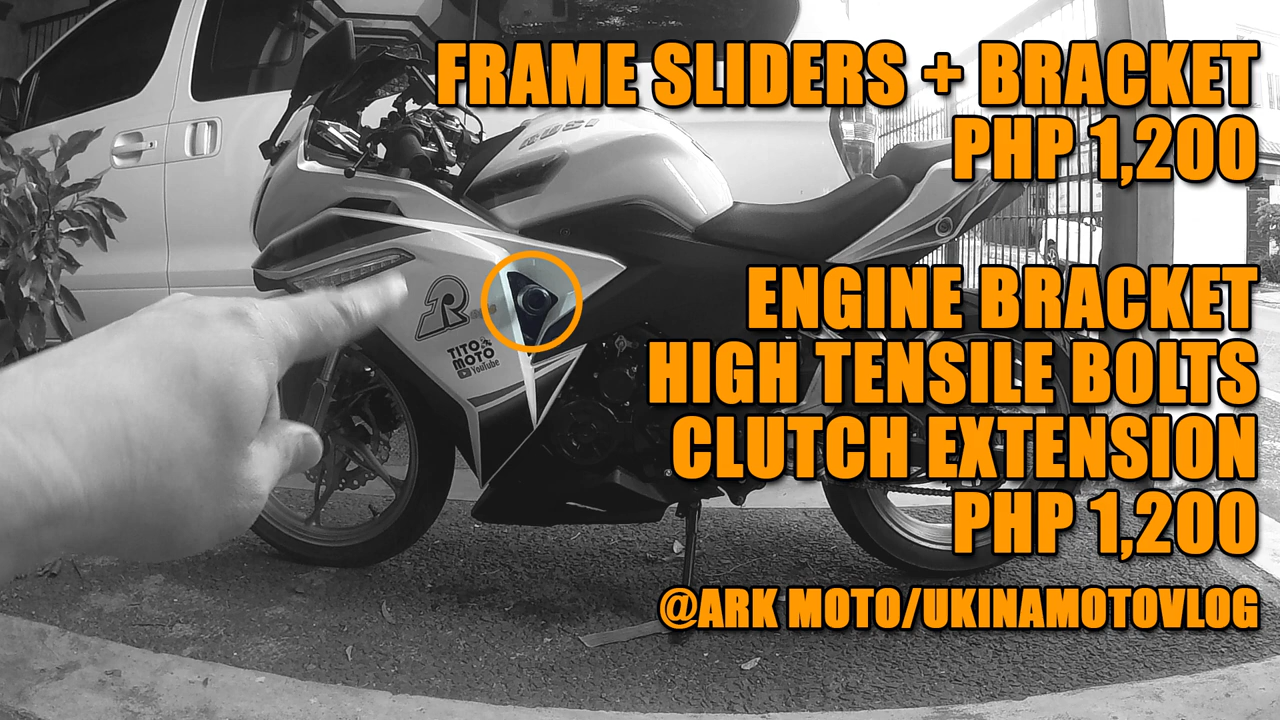 FRAME SLIDERS + BRACKET
PHP 1,200
RUSI
ENGINE BRACKET
HIGH TENSILE BOLTS
CLUTCH EXTENSION
PHP 1,200
@ARK MOTO/UKINAMOTOVLOG
R
TITO
MOTO
YouTube